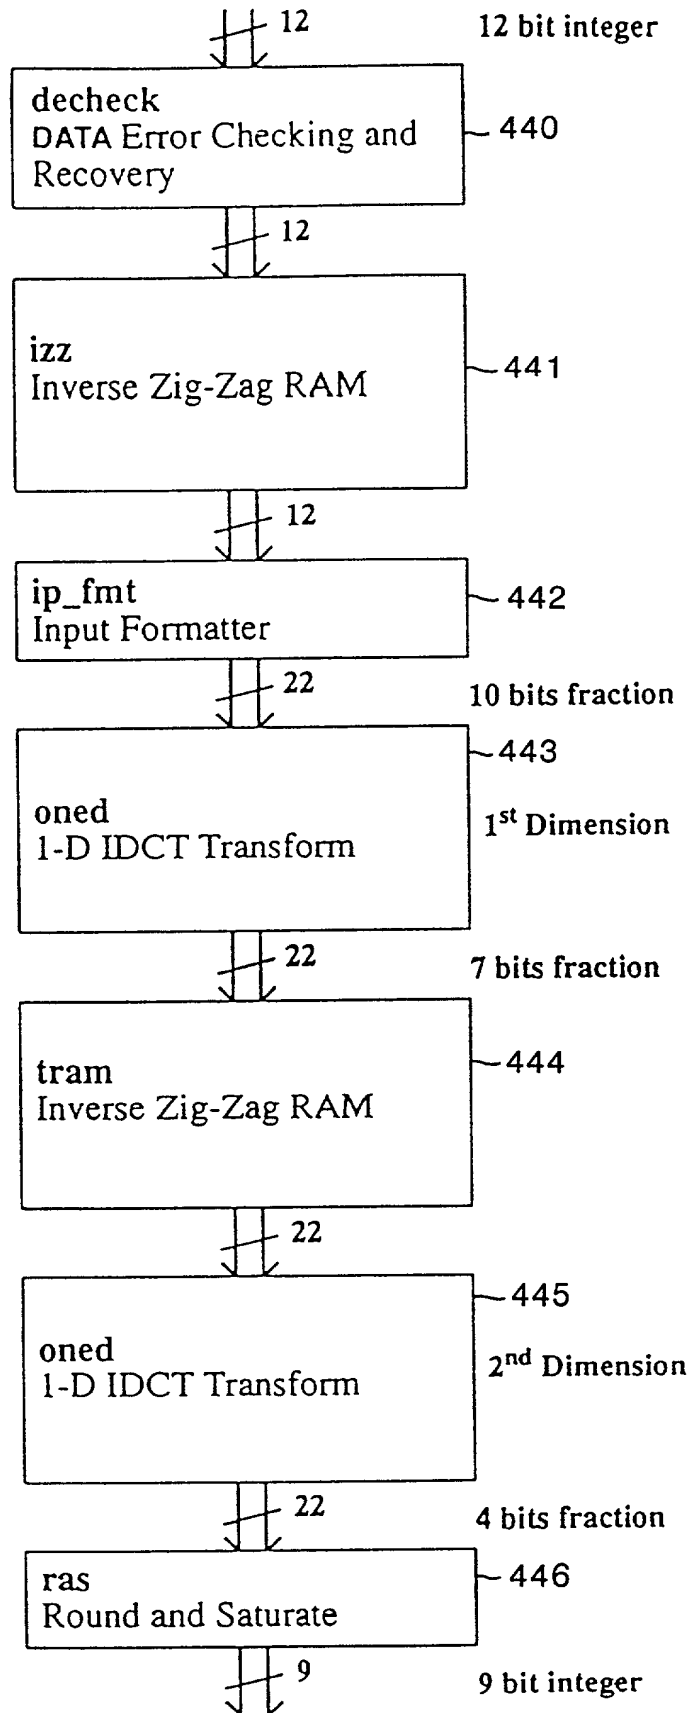 12
12 bit integer
decheck
DATA Error Checking and
Recovery
440
12
izz
Inverse Zig-Zag RAM
441
12
ip_fmt
Input Formatter
442
22
10 bits fraction
443
oned
1-D IDCT Transform
1st Dimension
22
7 bits fraction
tram
Inverse Zig-Zag RAM
444
22
445
oned
1-D IDCT Transform
2nd Dimension
22
4 bits fraction
ras
Round and Saturate
446
9
9 bit integer